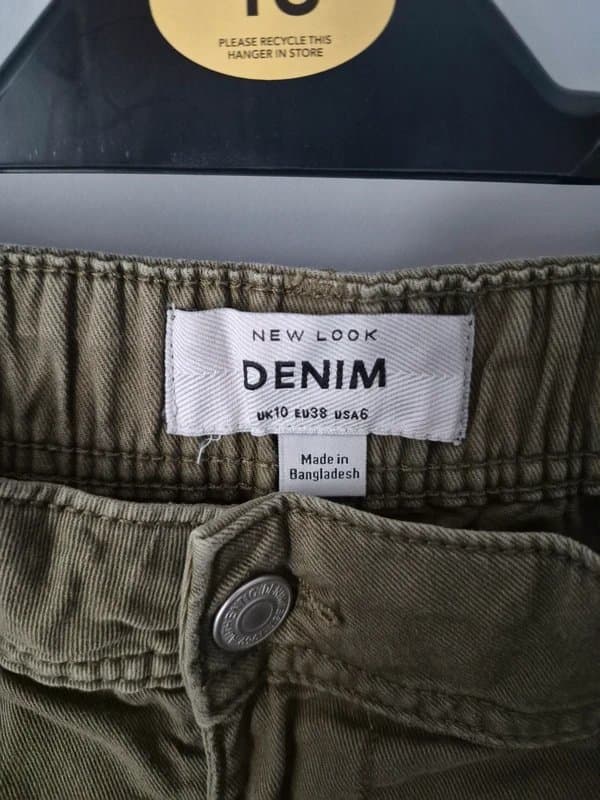 PLEASE RECYCLE THIS
HANGER IN STORE
NEW LOOK
DENIM
UK10 EU38 USA6
Made in
Bangladesh